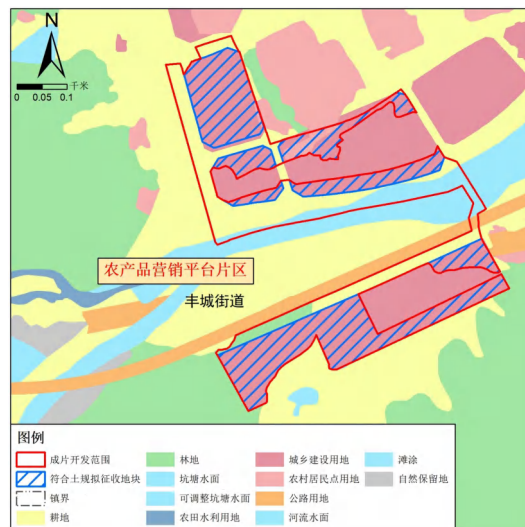 N
千米
0 0.05 0.1
农产品营销平台片区
丰城街道
图例
成片开发范围 林地 城乡建设用地 滩涂
符合土规拟征收地块 坑塘水面 农村居民点用地 自然保留地
镇界 可调整坑塘水面 公路用地
耕地 农田水利用地 河流水面